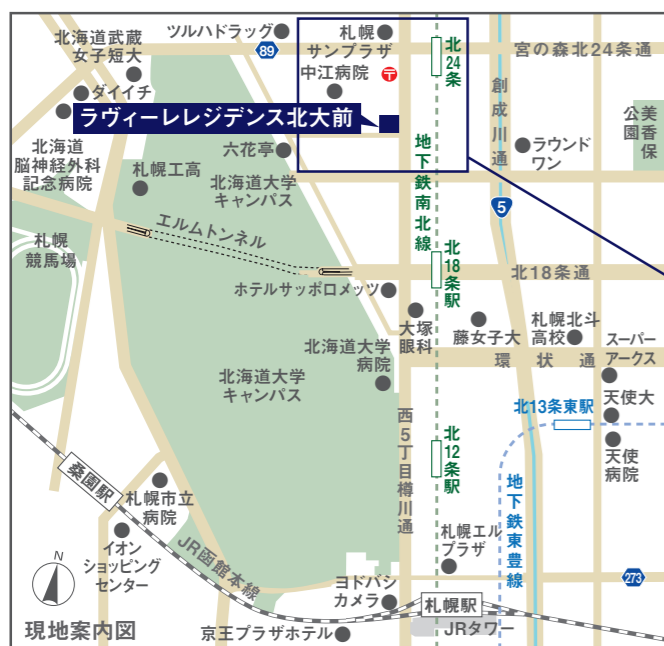 ツルハドラッグ
札幌
サンプラザ
北海道武蔵
女子短大
89
北24条
宮の森北24条通
中江病院
〒
ダイイチ
ラヴィーレレジデンス北大前
創成川通
美香保
公園
ラウンド
ワン
北海道
脳神経外科
記念病院
六花亭
札幌工高
北海道大学
キャンパス
地下鉄南北線
5
エルムトンネル
札幌
競馬場
北18条駅
北18条通
ホテルサッポロメッツ
大塚
眼科
藤女子大
札幌北斗
高校
スーパー
アークス
北海道大学
病院
環状通
北海道大学
キャンパス
天使大
北13条東駅
西5丁目樽川通
北12条駅
天使
病院
桑園駅
札幌市立
病院
地下鉄東豊線
イオン
ショッピング
センター
JR函館本線
札幌エル
プラザ
N
ヨドバシ
カメラ
273
札幌駅
現地案内図
京王プラザホテル
JRタワー